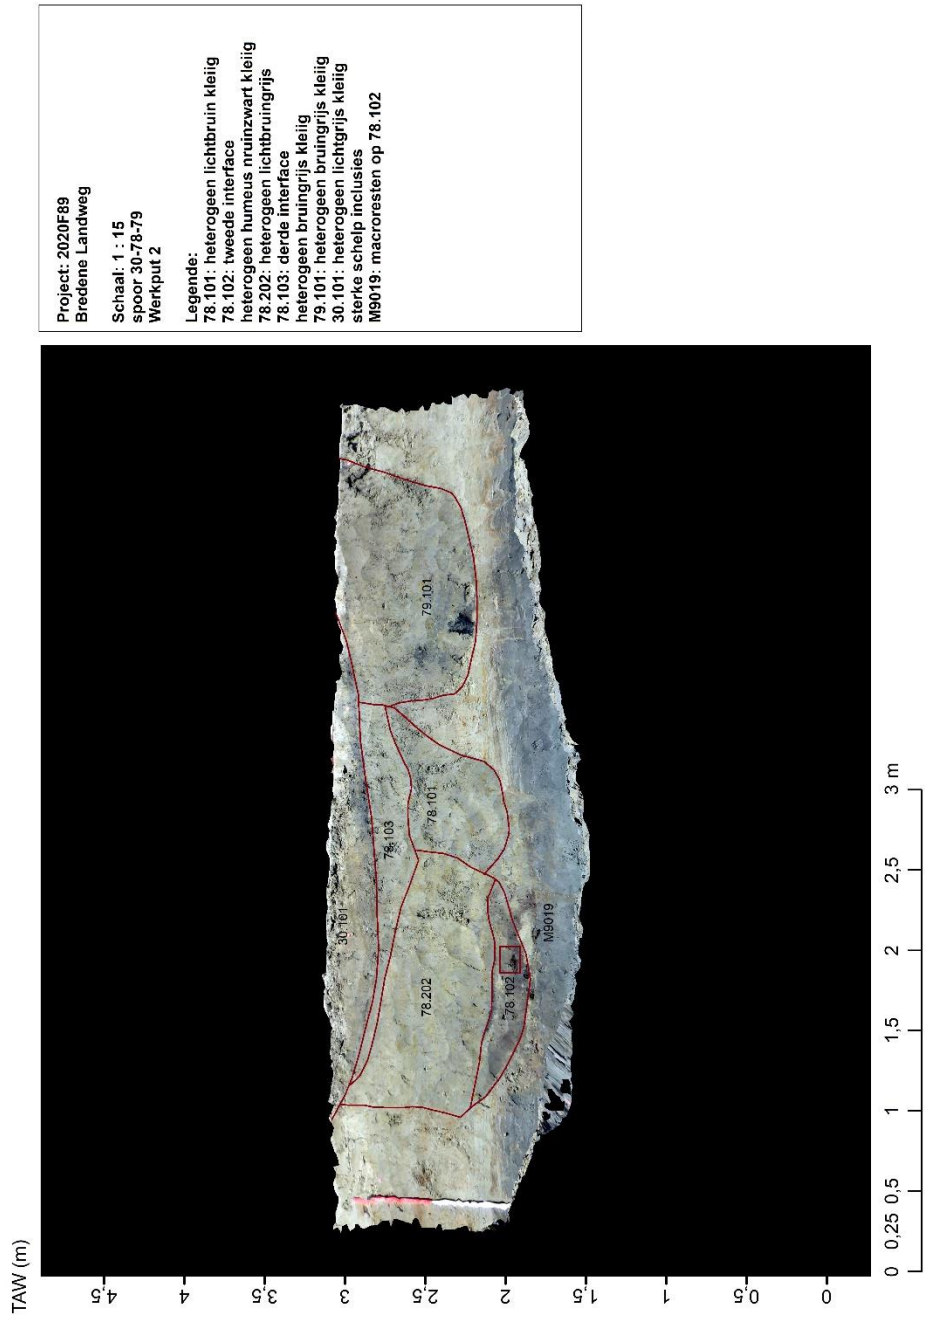 Project: 2020F89
Bredene Landweg
Schaal: 1 : 15
spoor 30-78-79
Werkput 2
Legende:
78.101: heterogeen lichtbruin kleiig
78.102: tweede interface
heterogeen humeus nruinzwart kleiig
78.202: heterogeen lichtbruingrijs
78.103: derde interface
heterogeen bruingrijs kleiig
79.101: heterogeen bruingrijs kleiig
30.101: heterogeen lichtgrijs kleiig
sterke schelp inclusies
M9019: macroresten op 78.102
TAW (m)
4,5
4
3,5
3
2,5
2
1,5
1
0,5
0
30.101
78.103
78.202
78.101
79.101
78.102
M9019
0 0,25 0,5 1 1,5 2 2,5 3 m